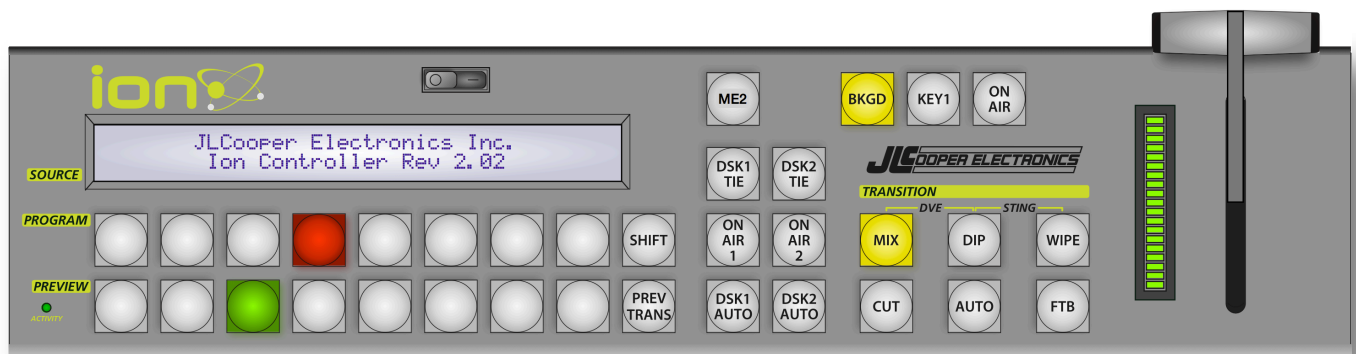 ion
JLCooper Electronics Inc.
Ion Controller Rev 2.02
SOURCE
PROGRAM
SHIFT
PREVIEW
PREV
TRANS
ACTIVITY
ME2
DSK1
TIE
DSK2
TIE
ON
AIR
1
ON
AIR
2
DSK1
AUTO
DSK2
AUTO
BKGD
KEY1
ON
AIR
JLCOOPER ELECTRONICS
TRANSITION
DVE
STING
MIX
DIP
WIPE
CUT
AUTO
FTB